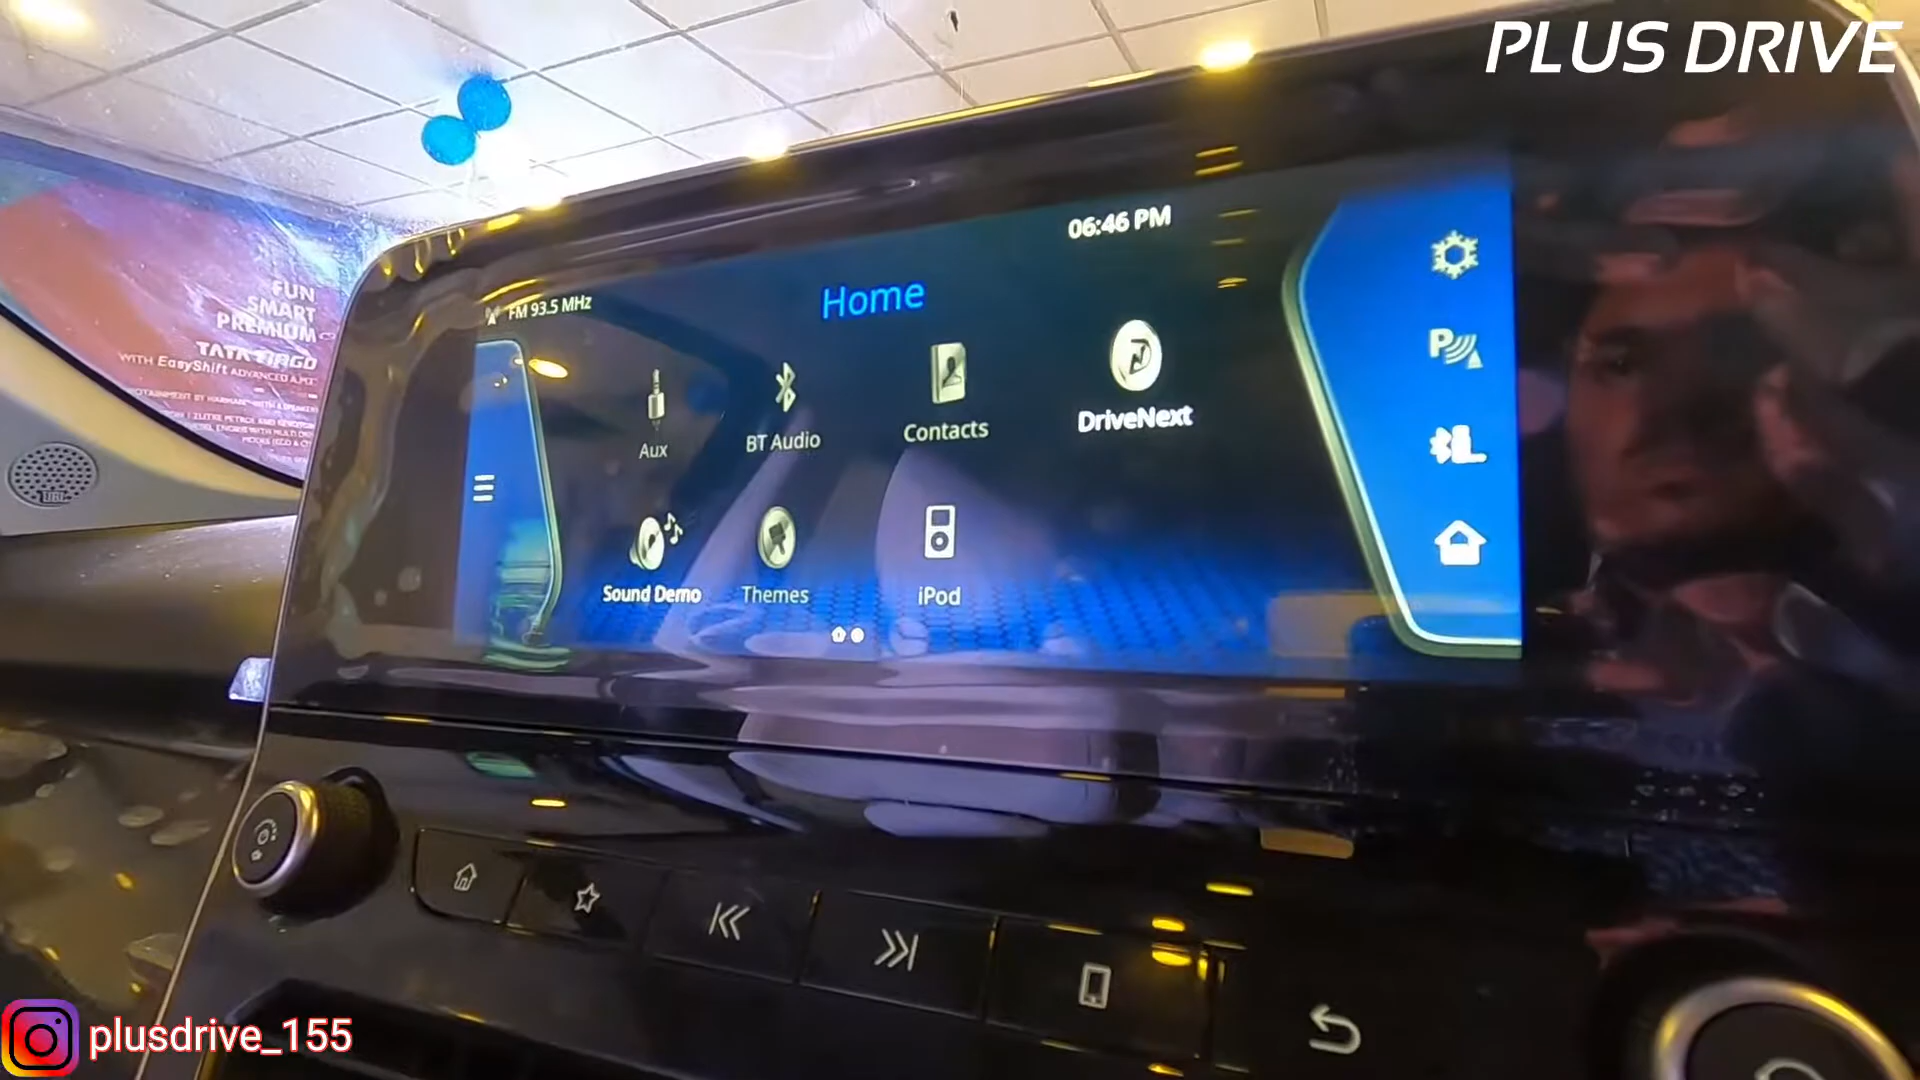 PLUS DRIVE
06:46 PM
FM 93.5 MHz
Home
Aux
BT Audio
Contacts
DriveNext
Sound Demo
Themes
iPod
FUN
SMART
PREMIUM
TATA TIAGO
WITH EasyShift ADVANCED AMT
JBL
plusdrive_155